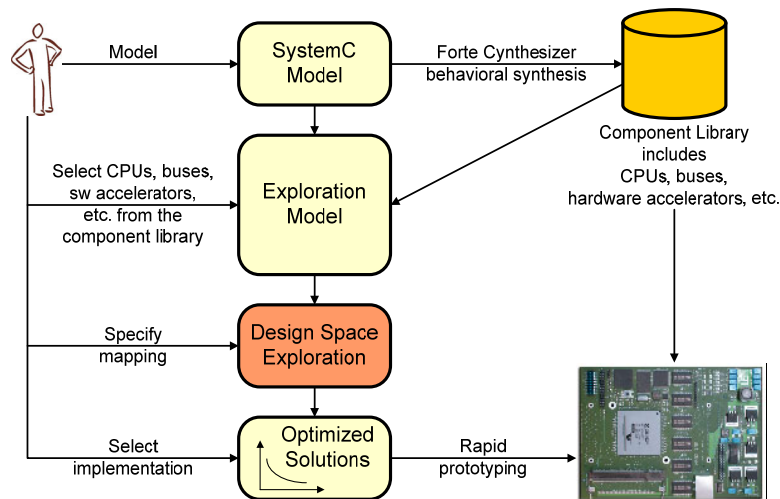 Model
SystemC
Model
Forte Cynthesizer
behavioral synthesis
Component Library
includes
CPUs, buses,
hardware accelerators, etc.
Select CPUs, buses,
sw accelerators,
etc. from the
component library
Exploration
Model
Specify
mapping
Design Space
Exploration
Select
implementation
Optimized
Solutions
Rapid
prototyping